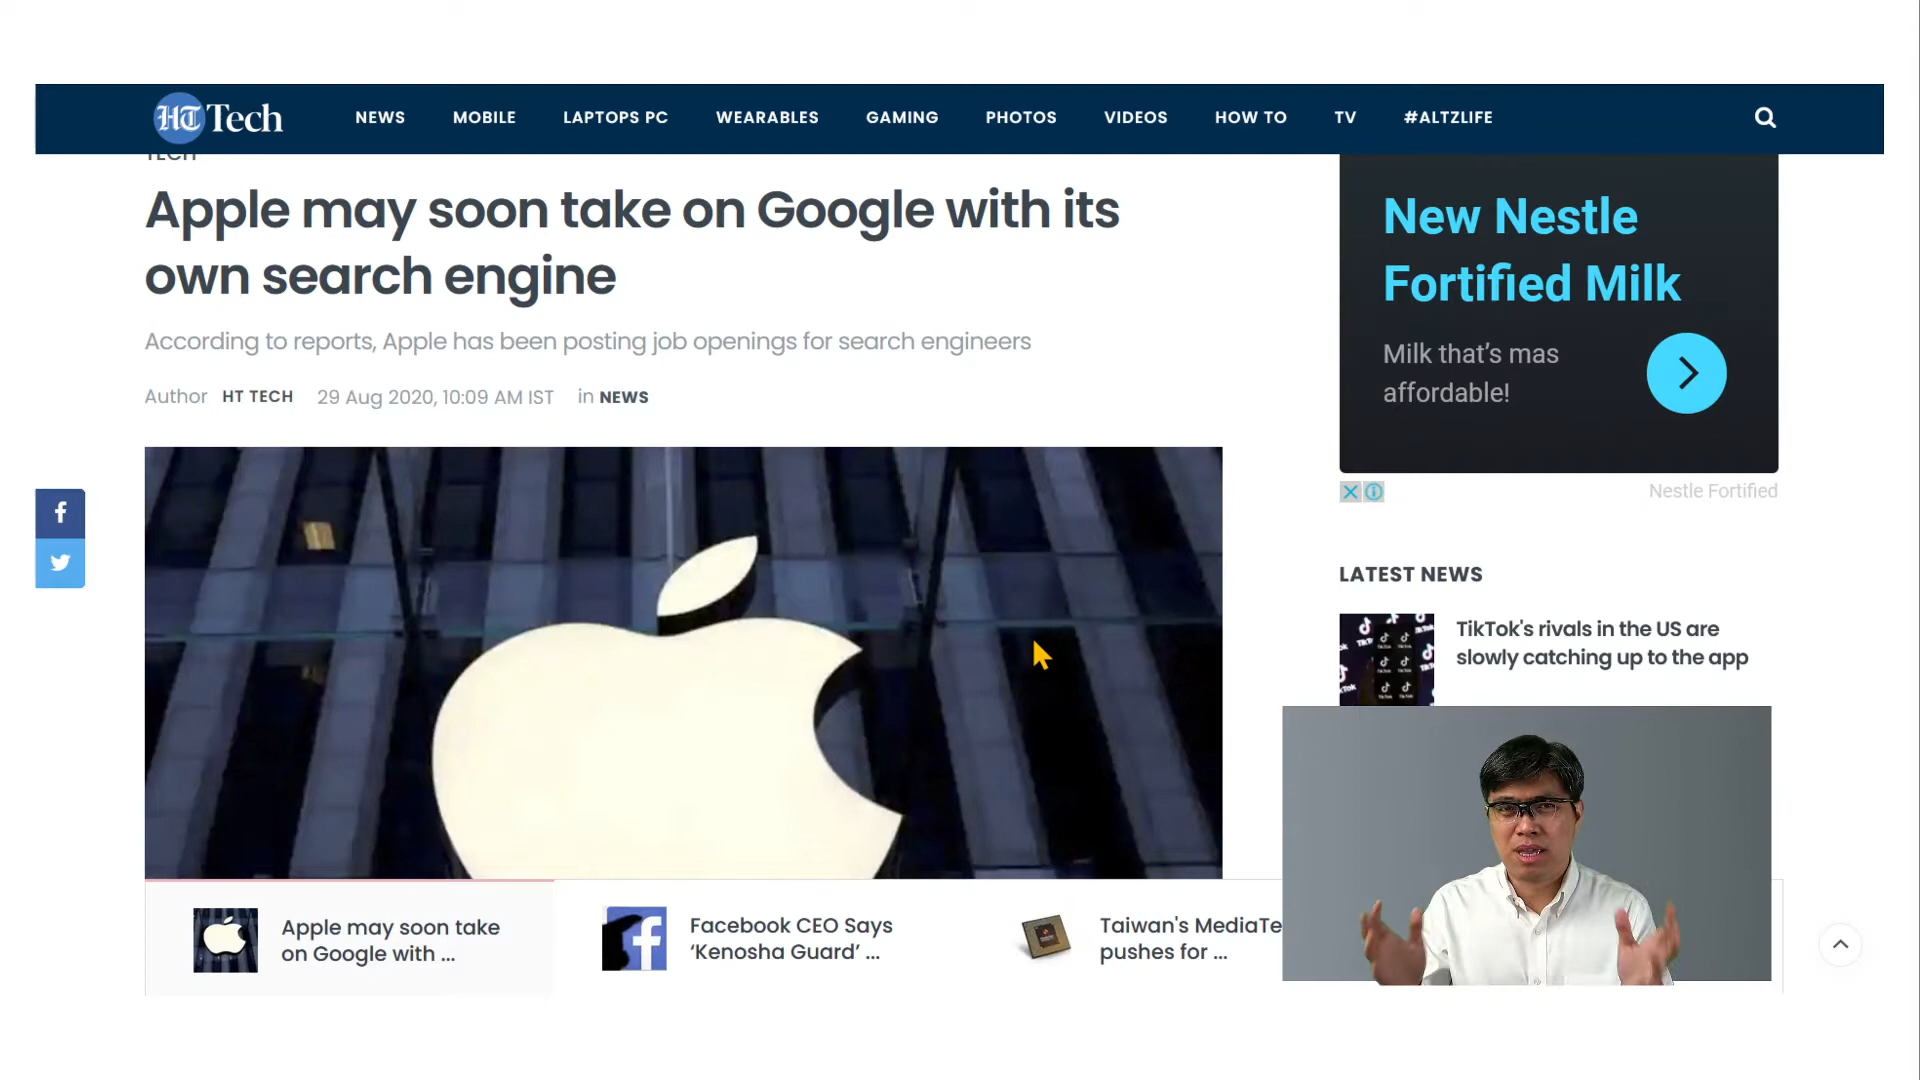 HT Tech
NEWS
MOBILE
LAPTOPS PC
WEARABLES
GAMING
PHOTOS
VIDEOS
HOW TO
TV
#ALTZLIFE
TECH
Apple may soon take on Google with its
own search engine
According to reports, Apple has been posting job openings for search engineers
Author HT TECH 29 Aug 2020, 10:09 AM IST in NEWS
New Nestle
Fortified Milk
Milk that's mas
affordable!
Nestle Fortified
LATEST NEWS
TikTok's rivals in the US are
slowly catching up to the app
Apple may soon take
on Google with ...
Facebook CEO Says
‘Kenosha Guard’ ...
Taiwan's MediaTe
pushes for ...